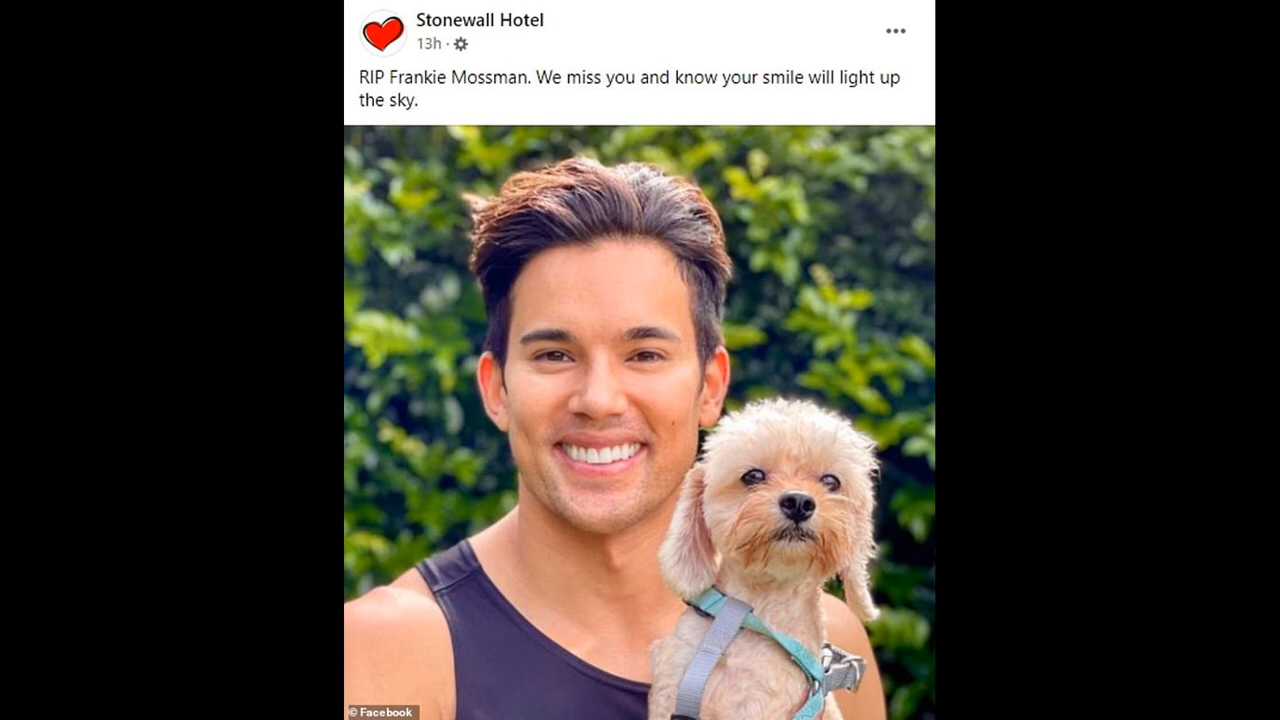 Stonewall Hotel
13h ·
RIP Frankie Mossman. We miss you and know your smile will light up
the sky.
© Facebook